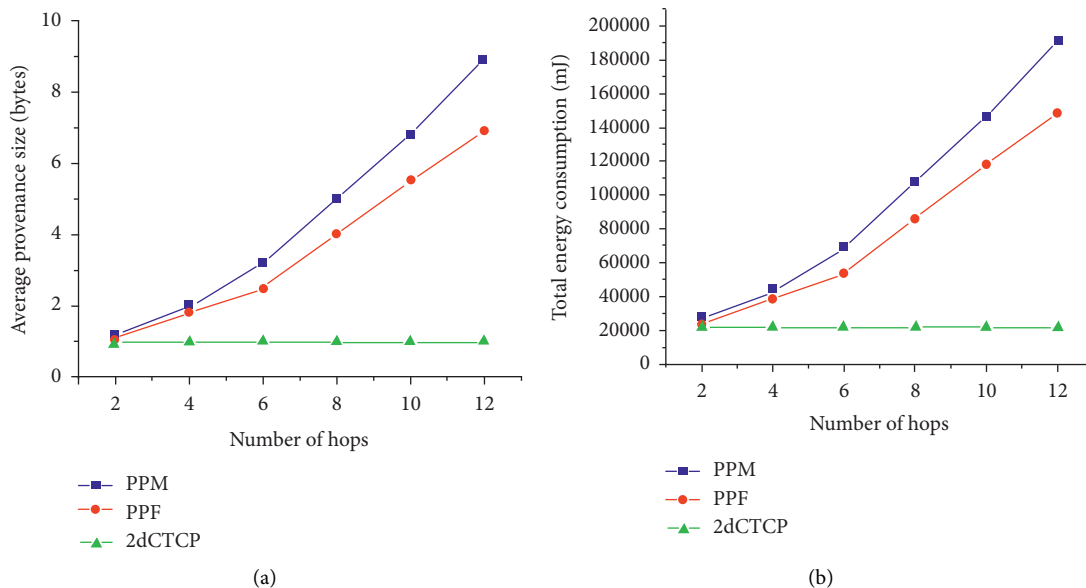 Average provenance size (bytes)
10
8
6
4
2
0
2 4 6 8 10 12
Number of hops
PPM
PPF
2dCTCP
(a)
Total energy consumption (mJ)
200000
180000
160000
140000
120000
100000
80000
60000
40000
20000
0
2 4 6 8 10 12
Number of hops
PPM
PPF
2dCTCP
(b)